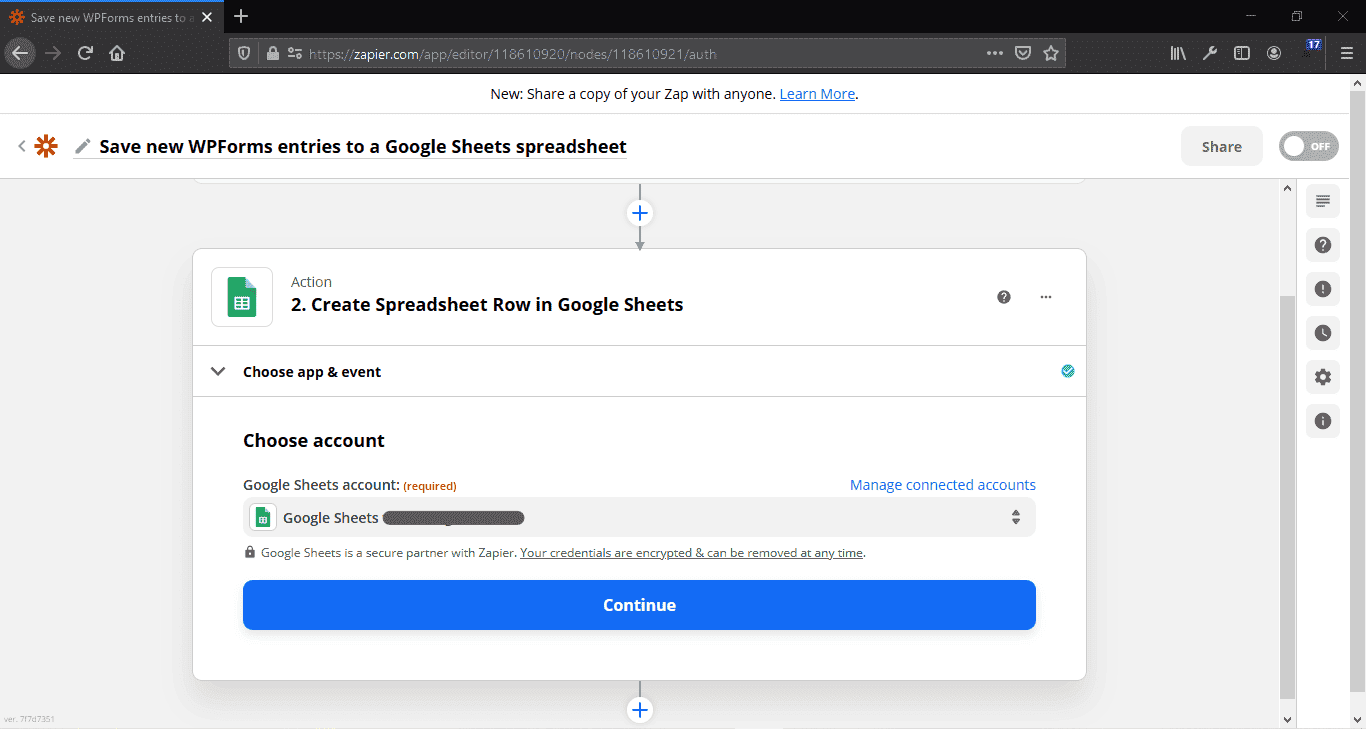 Save new WPForms entries to a
17
https://zapier.com/app/editor/118610920/nodes/118610921/auth
New: Share a copy of your Zap with anyone. Learn More.
Save new WPForms entries to a Google Sheets spreadsheet
Share
OFF
Action
2. Create Spreadsheet Row in Google Sheets
Choose app & event
Choose account
Google Sheets account: (required)
Manage connected accounts
Google Sheets
Google Sheets is a secure partner with Zapier. Your credentials are encrypted & can be removed at any time.
Continue
ver. 7f7d7351